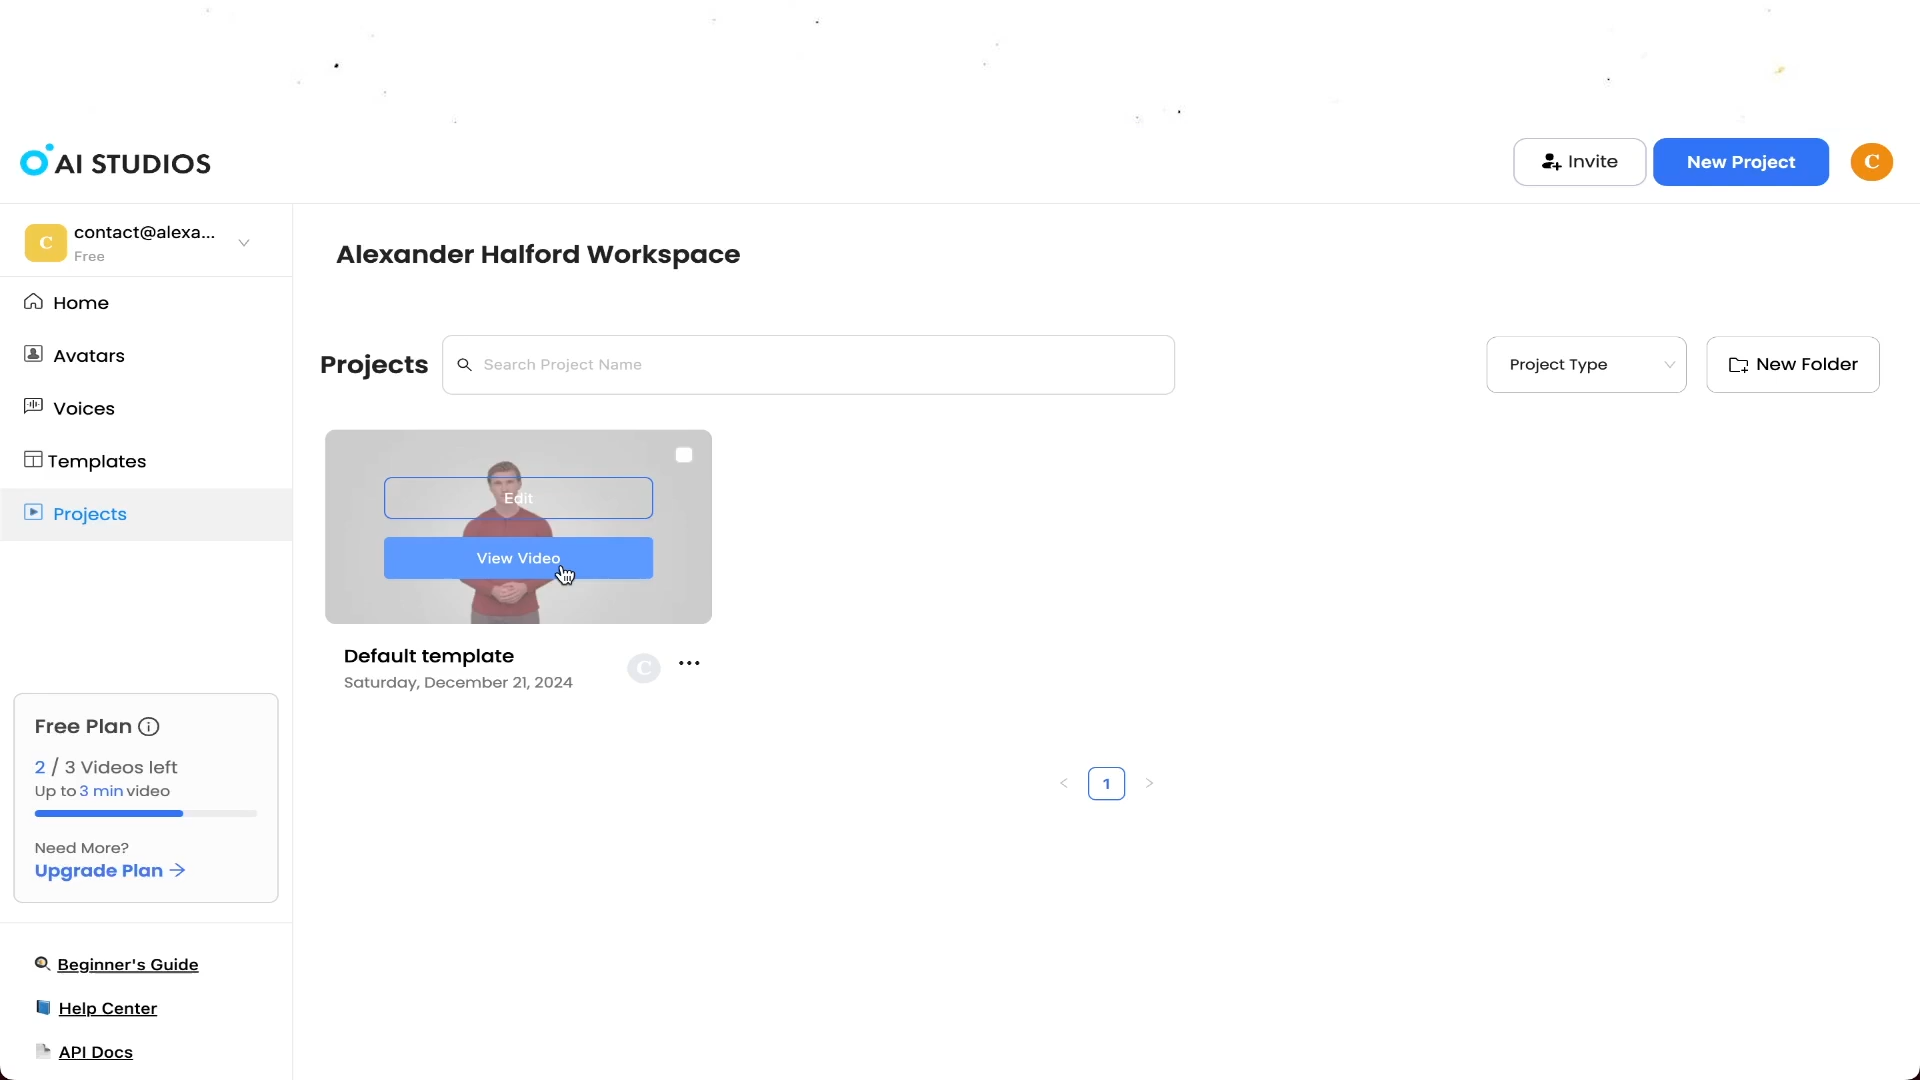 AI STUDIOS
Invite
New Project
C
C
contact@alexa...
Free
Home
Avatars
Voices
Templates
Projects
Alexander Halford Workspace
Projects
Search Project Name
Project Type
New Folder
Edit
View Video
Default template
Saturday, December 21, 2024
C
1
Free Plan
2 / 3 Videos left
Up to 3 min video
Need More?
Upgrade Plan
Beginner's Guide
Help Center
API Docs